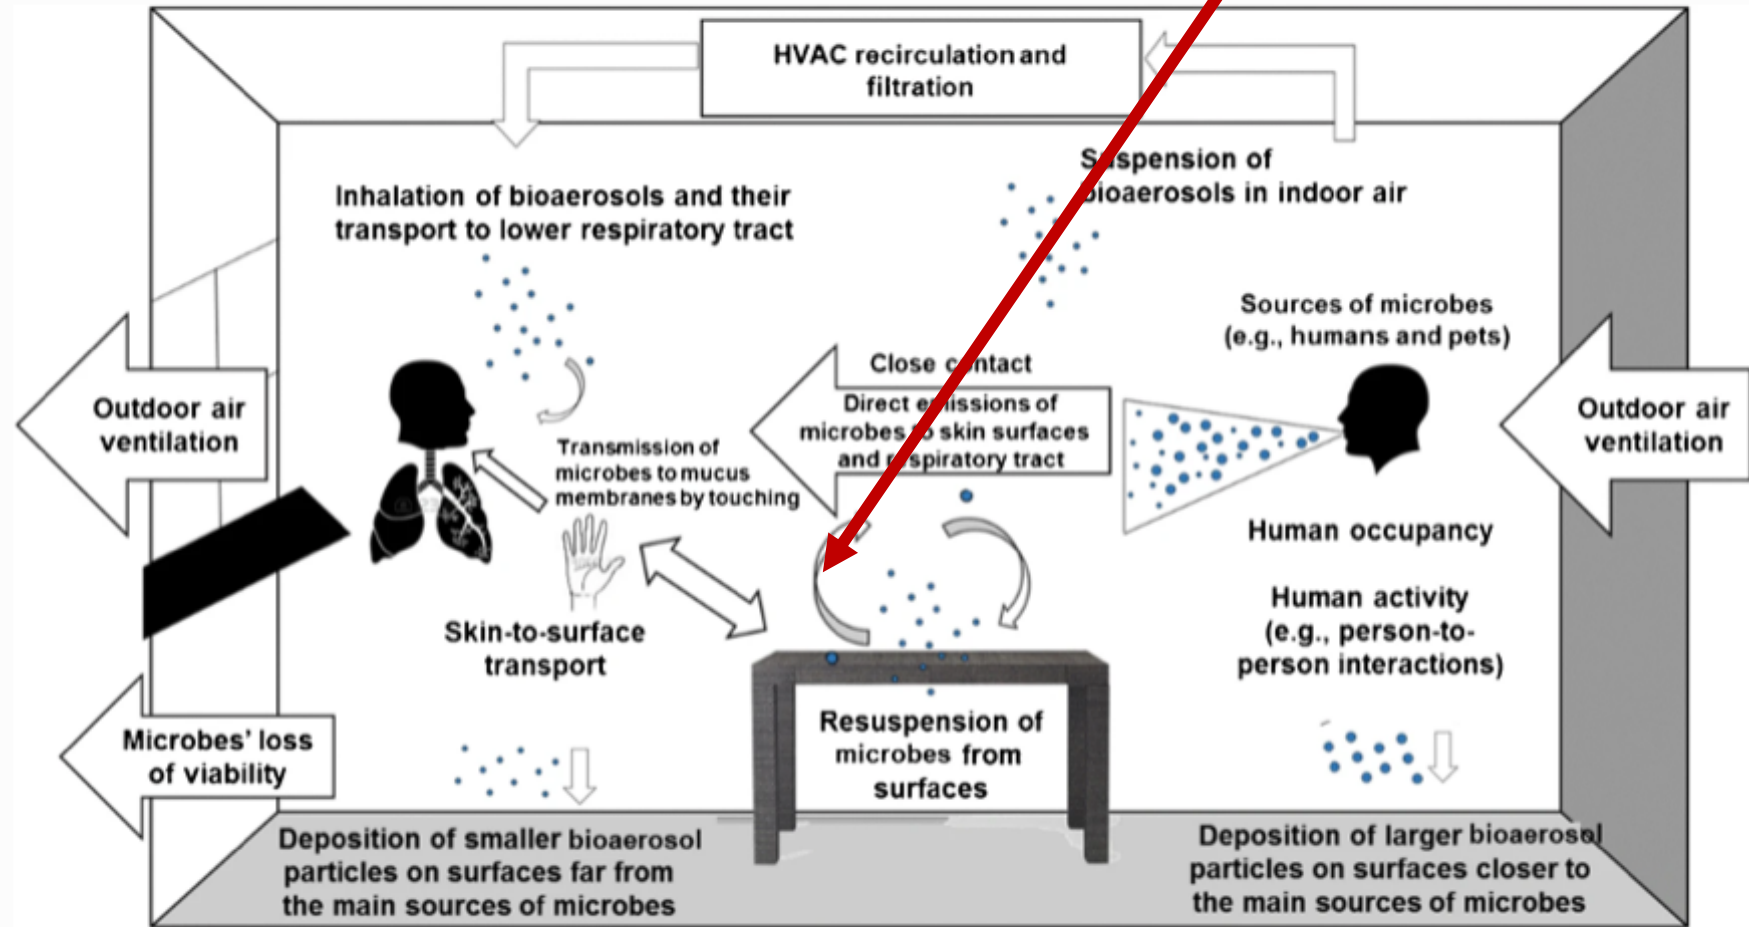 HVAC recirculation and
filtration
Suspension of
bioaerosols in indoor air
Inhalation of bioaerosols and their
transport to lower respiratory tract
Sources of microbes
(e.g., humans and pets)
Close contact
Direct emissions of
microbes to skin surfaces
and respiratory tract
Outdoor air
ventilation
Outdoor air
ventilation
Transmission of
microbes to mucus
membranes by touching
Human occupancy
Human activity
(e.g., person-to-
person interactions)
Skin-to-surface
transport
Resuspension of
microbes from
surfaces
Microbes' loss
of viability
Deposition of smaller bioaerosol
particles on surfaces far from
the main sources of microbes
Deposition of larger bioaerosol
particles on surfaces closer to
the main sources of microbes